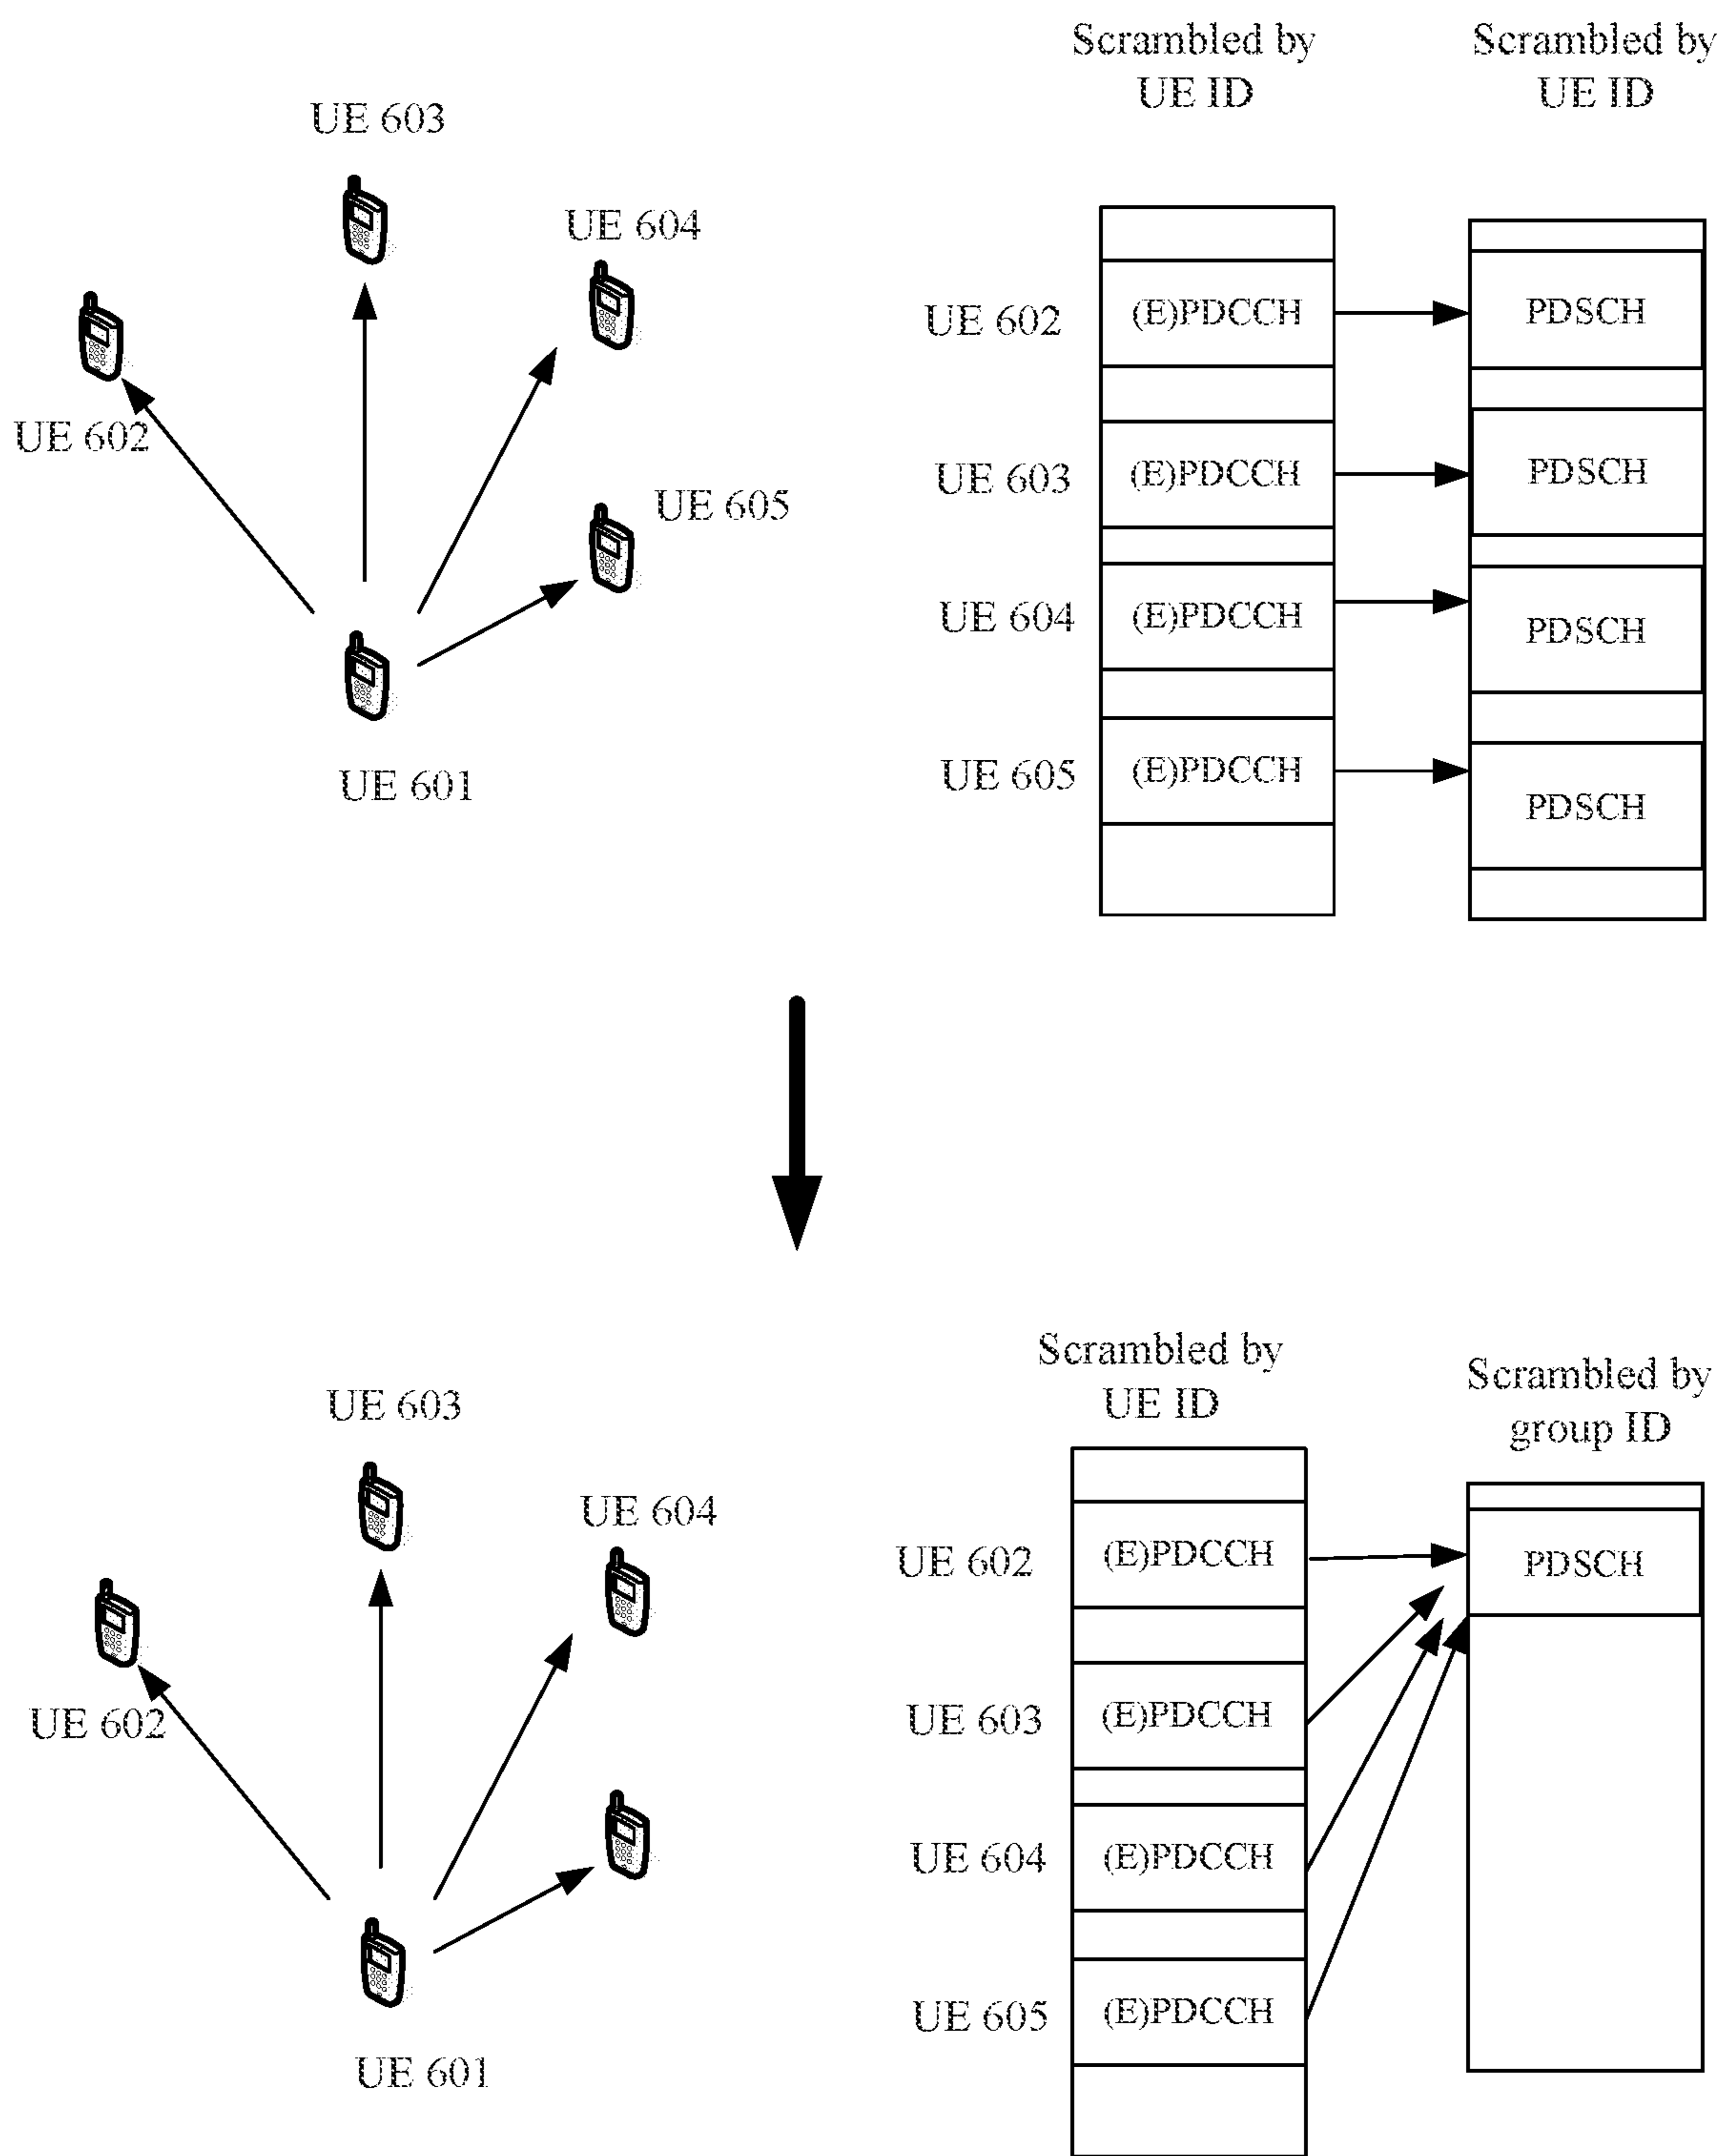 Scrambled by
UE ID
Scrambled by
UE ID
UE 603
UE 604
UE 602
UE 605
UE 601
UE 602
(E)PDCCH
PDSCH
UE 603
(E)PDCCH
PDSCH
UE 604
(E)PDCCH
PDSCH
UE 605
(E)PDCCH
PDSCH
Scrambled by
UE ID
Scrambled by
group ID
UE 603
UE 604
UE 602
UE 601
UE 602
(E)PDCCH
PDSCH
UE 603
(E)PDCCH
UE 604
(E)PDCCH
UE 605
(E)PDCCH